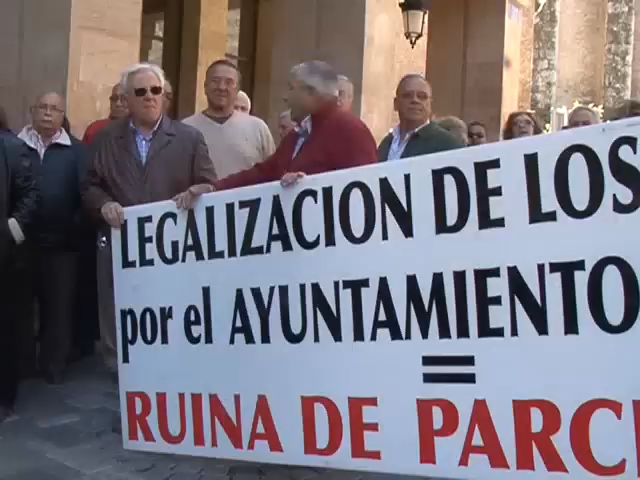 LEGALIZACION DE LOS
por el AYUNTAMIENTO
=
RUINA DE PARC